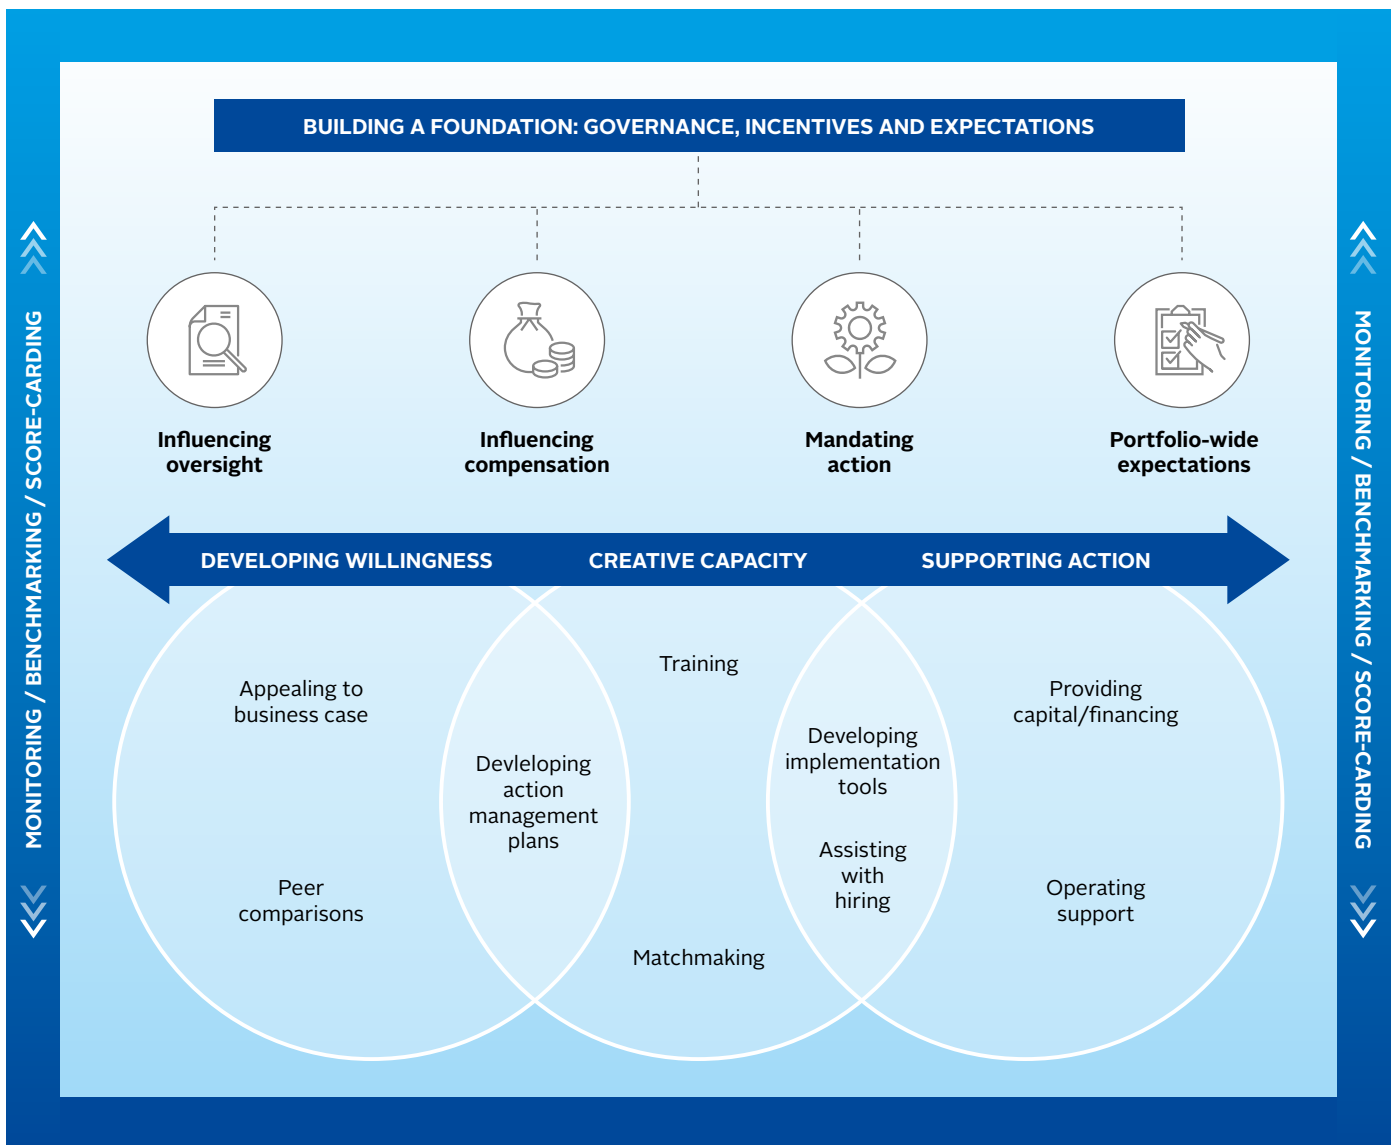 BUILDING A FOUNDATION: GOVERNANCE, INCENTIVES AND EXPECTATIONS
Influencing
oversight
Influencing
compensation
Mandating
action
Portfolio-wide
expectations
MONITORING / BENCHMARKING / SCORE-CARDING
MONITORING / BENCHMARKING / SCORE-CARDING
DEVELOPING WILLINGNESS
CREATIVE CAPACITY
SUPPORTING ACTION
Appealing to
business case
Peer
comparisons
Devleloping
action
management
plans
Training
Matchmaking
Developing
implementation
tools
Assisting
with
hiring
Providing
capital/financing
Operating
support